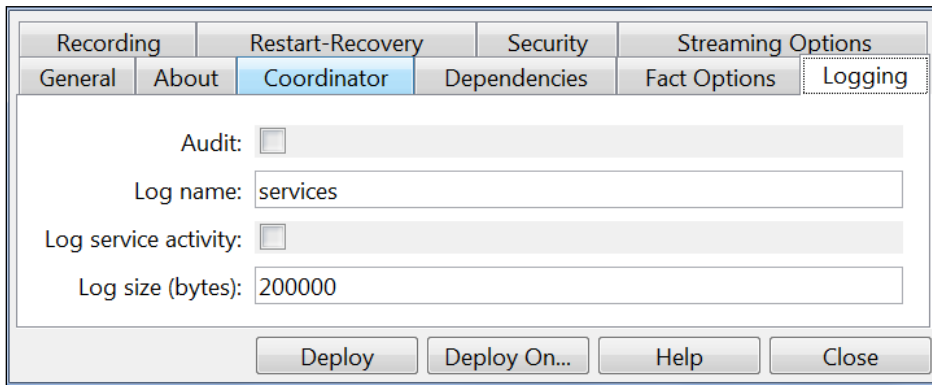 Recording Restart-Recovery Security Streaming Options
General About Coordinator Dependencies Fact Options Logging
Audit:
Log name: services
Log service activity:
Log size (bytes): 200000
Deploy Deploy On... Help Close